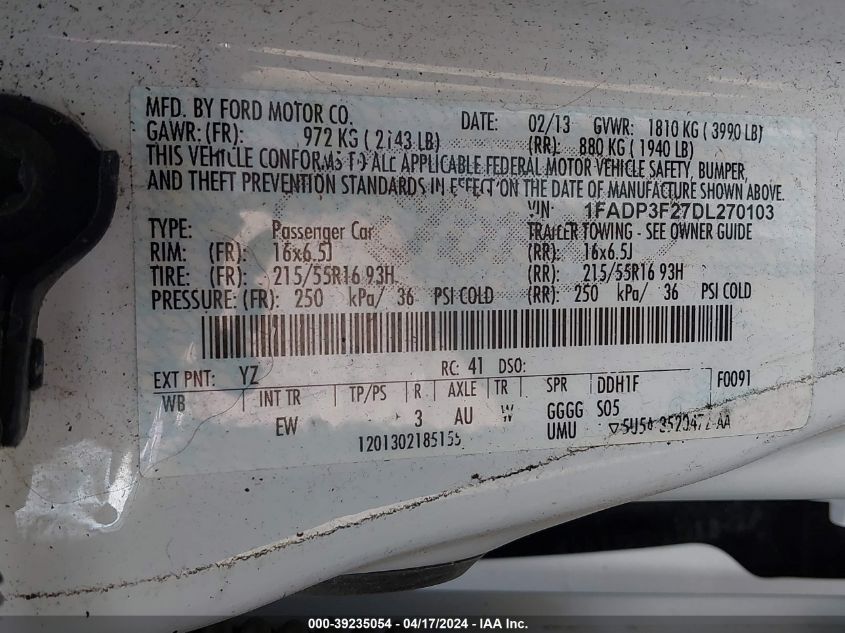 MFD. BY FORD MOTOR CO. DATE: 02/13 GVWR: 1810 KG ( 3990 LB)
GAWR: (FR): 972 KG ( 2143 LB) (RR): 880 KG ( 1940 LB)
THIS VEHICLE CONFORMS TO ALL APPLICABLE FEDERAL MOTOR VEHICLE SAFETY, BUMPER,
AND THEFT PREVENTION STANDARDS IN EFFECT ON THE DATE OF MANUFACTURE SHOWN ABOVE.
VIN: 1FADP3F27DL270103
TYPE: Passenger Car TRAILER TOWING - SEE OWNER GUIDE
RIM: (FR): 16x6.5J (RR): 16x6.5J
TIRE: (FR): 215/55R16 93H (RR): 215/55R16 93H
PRESSURE: (FR): 250 kPa/ 36 PSI COLD (RR): 250 kPa/ 36 PSI COLD
EXT PNT: YZ RC: 41 DSO: F0091
WB INT TR TP/PS R AXLE TR SPR DDH1F
EW 3 AU W GGGG S05
1201302185155 UMU
000-39235054 - 04/17/2024 - IAA Inc.